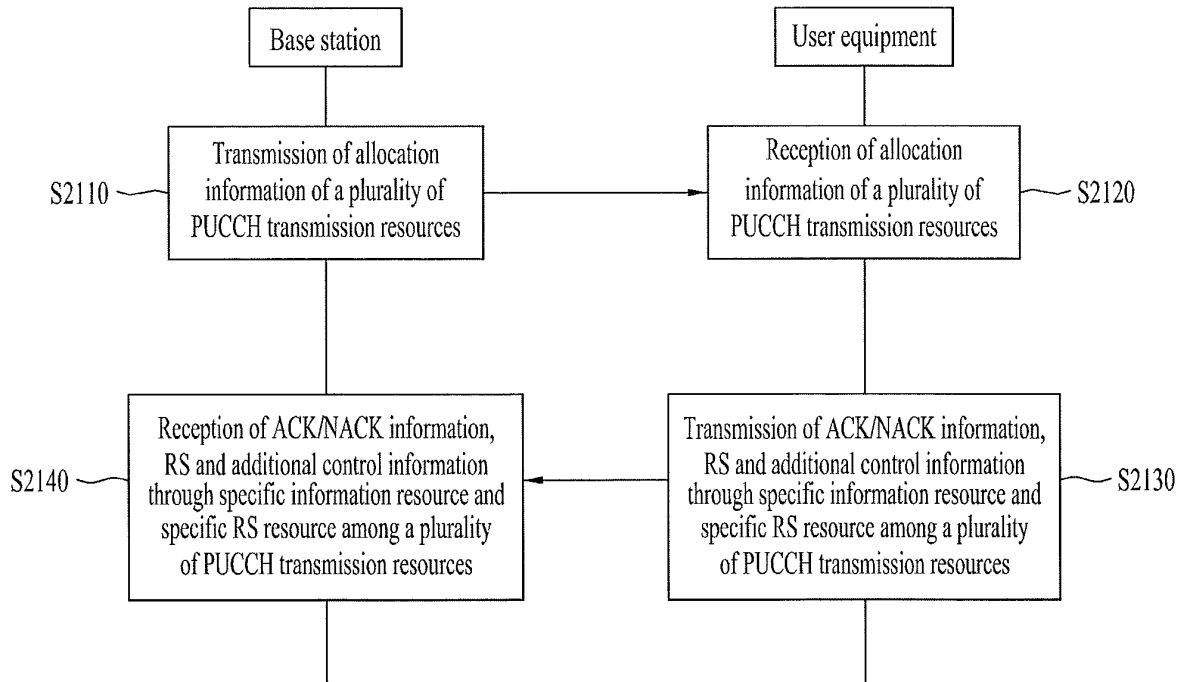 Base station
User equipment
Transmission of allocation
information of a plurality of
PUCCH transmission resources
S2110
Reception of allocation
information of a plurality of
PUCCH transmission resources
S2120
Reception of ACK/NACK information,
RS and additional control information
through specific information resource and
specific RS resource among a plurality
of PUCCH transmission resources
S2140
Transmission of ACK/NACK information,
RS and additional control information
through specific information resource and
specific RS resource among a plurality
of PUCCH transmission resources
S2130